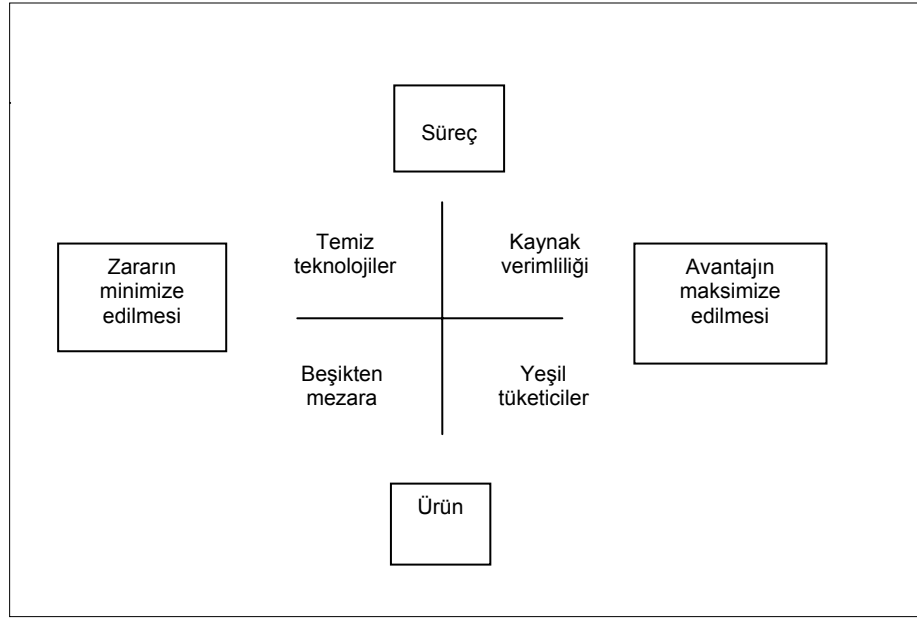 Süreç
Temiz
teknolojiler
Kaynak
verimliliği
Zararın
minimize
edilmesi
Avantajın
maksimize
edilmesi
Beşikten
mezara
Yeşil
tüketiciler
Ürün